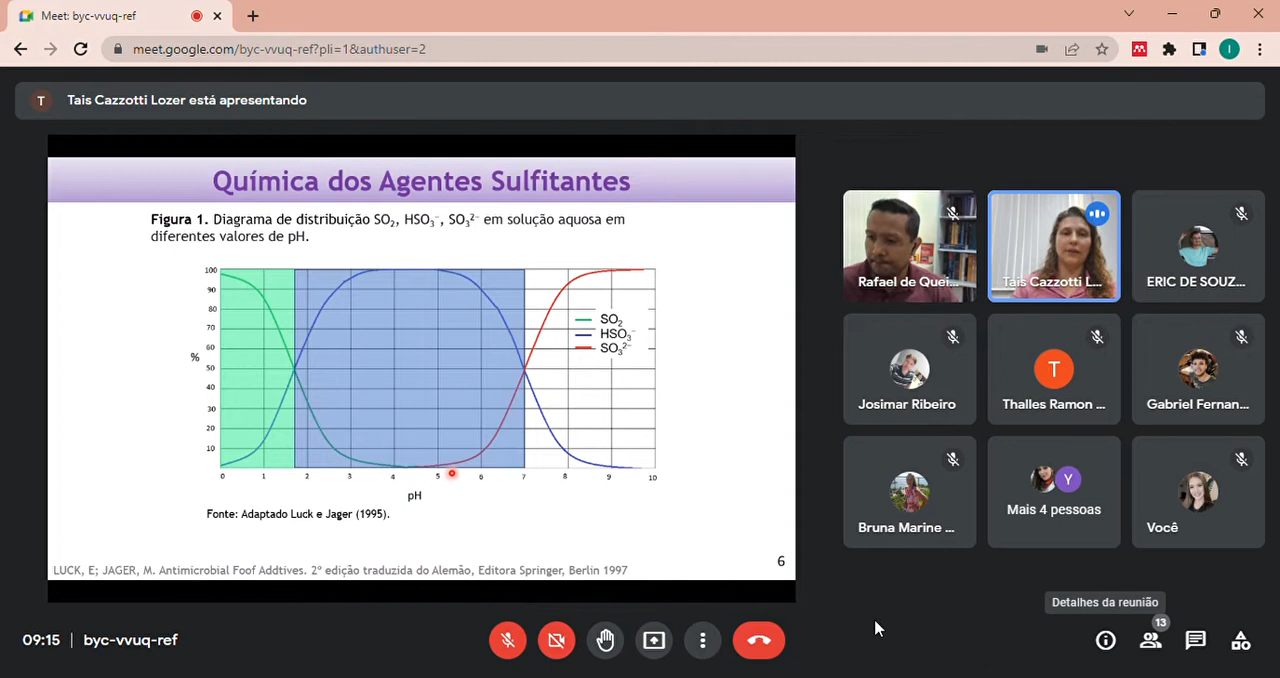 Meet: byc-vvuq-ref
meet.google.com/byc-vvuq-ref?pli=1&authuser=2
I
T
Tais Cazzotti Lozer está apresentando
Química dos Agentes Sulfitantes
Figura 1. Diagrama de distribuição SO₂, HSO₃⁻, SO₃²⁻ em solução aquosa em
diferentes valores de pH.
100
90
80
70
60
50
40
30
20
10
%
0 1 2 3 4 5 6 7 8 9 10
pH
SO₂
HSO₃⁻
SO₃²⁻
Fonte: Adaptado Luck e Jager (1995).
6
LUCK, E; JAGER, M. Antimicrobial Foof Addtives. 2º edição traduzida do Alemão, Editora Springer, Berlin 1997
Rafael de Quei...
Tais Cazzotti L...
ERIC DE SOUZ...
Josimar Ribeiro
T
Thalles Ramon ...
Gabriel Fernan...
Bruna Marine ...
Y
Mais 4 pessoas
Você
Detalhes da reunião
09:15 | byc-vvuq-ref
13